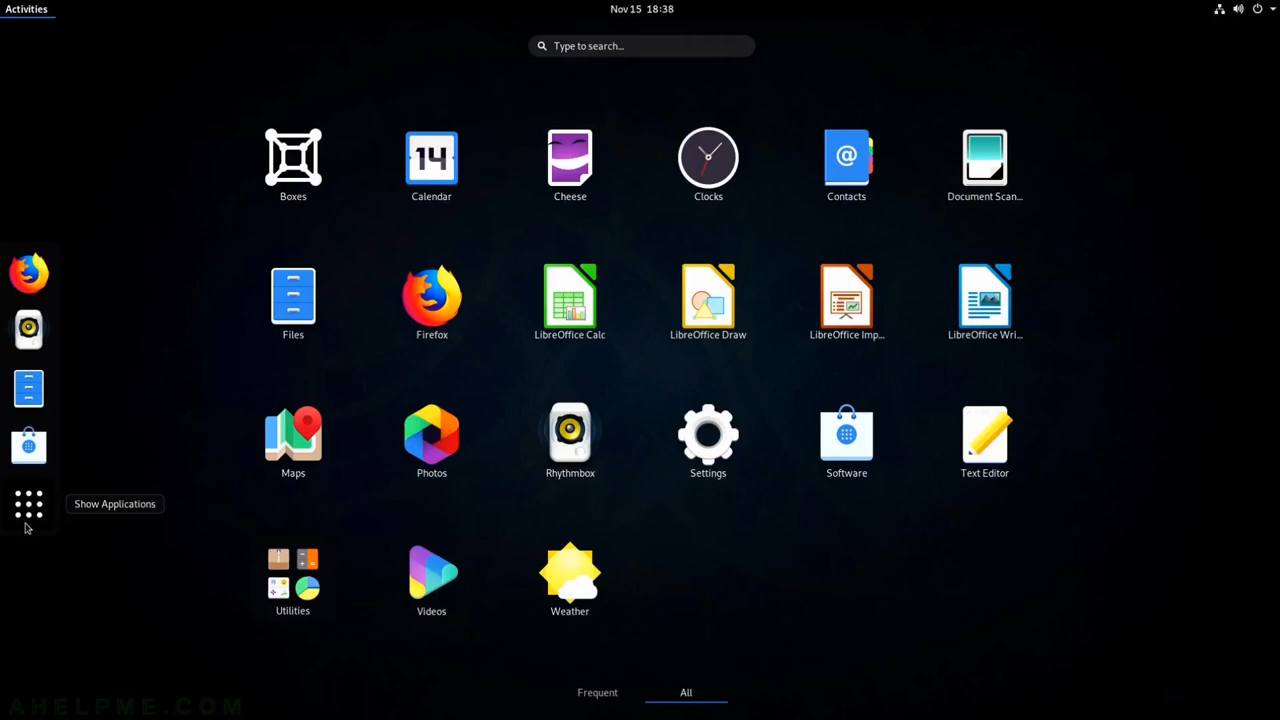 Activities
Nov 15 18:38
Type to search...
Boxes
14
Calendar
Cheese
Clocks
@
Contacts
Document Scan...
Files
Firefox
LibreOffice Calc
LibreOffice Draw
LibreOffice Imp...
LibreOffice Wri...
Maps
Photos
Rhythmbox
Settings
Software
Text Editor
Show Applications
Utilities
Videos
Weather
Frequent
All
AHELPME.COM